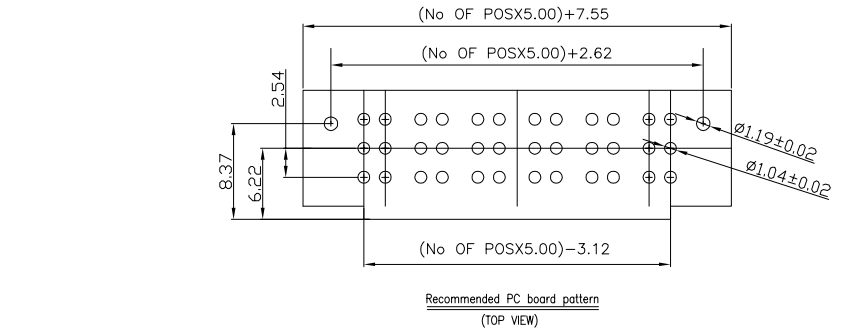 (No OF POSX5.00)+7.55
(No OF POSX5.00)+2.62
2.54
8.37
6.22
Ø1.19±0.02
Ø1.04±0.02
(No OF POSX5.00)-3.12
Recommended PC board pattern
(TOP VIEW)